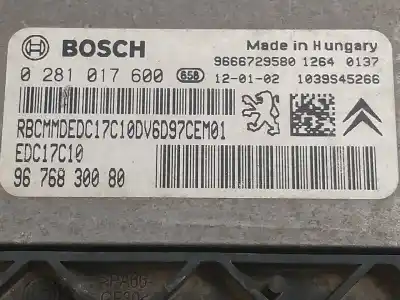 BOSCH
Made in Hungary
9666729580 1264 0137
0 281 017 600 658 12-01-02 1039S45266
RBCMMDEDC17C10DV6D97CEM01
EDC17C10
96 768 300 80